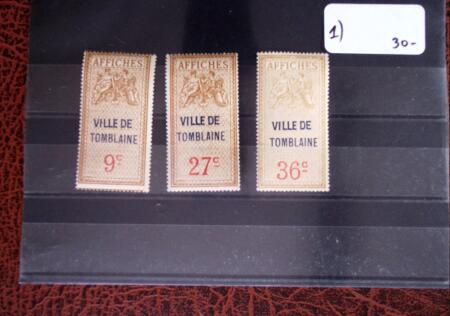 1)
30-
AFFICHES
VILLE DE
TOMBLAINE
9c
AFFICHES
VILLE DE
TOMBLAINE
27c
AFFICHES
VILLE DE
TOMBLAINE
36c